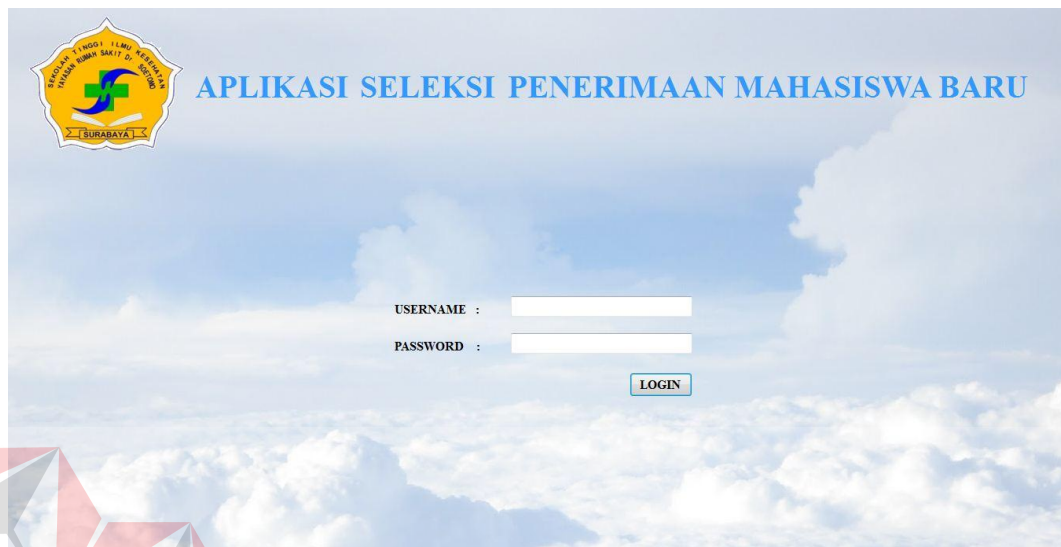 SEKOLAH TINGGI ILMU KESEHATAN
YAYASAN RUMAH SAKIT Dr. SOETOMO
SURABAYA
APLIKASI SELEKSI PENERIMAAN MAHASISWA BARU
USERNAME :
PASSWORD :
LOGIN